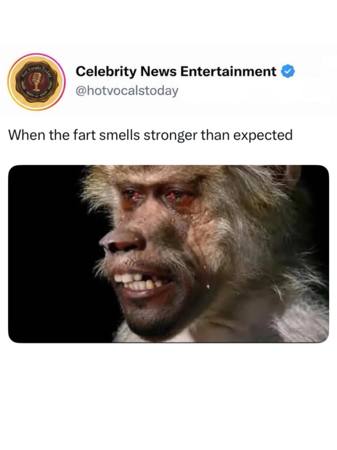 Celebrity News Entertainment
@hotvocalstoday
When the fart smells stronger than expected